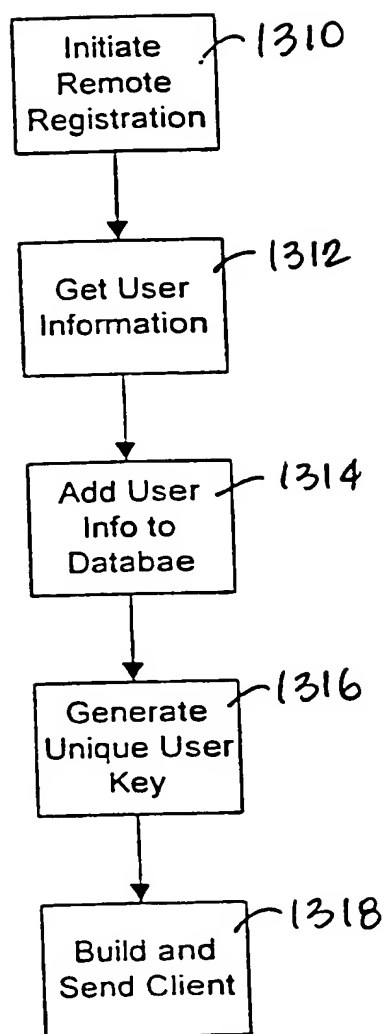 Initiate
Remote
Registration
1310
Get User
Information
1312
Add User
Info to
Databae
1314
Generate
Unique User
Key
1316
Build and
Send Client
1318